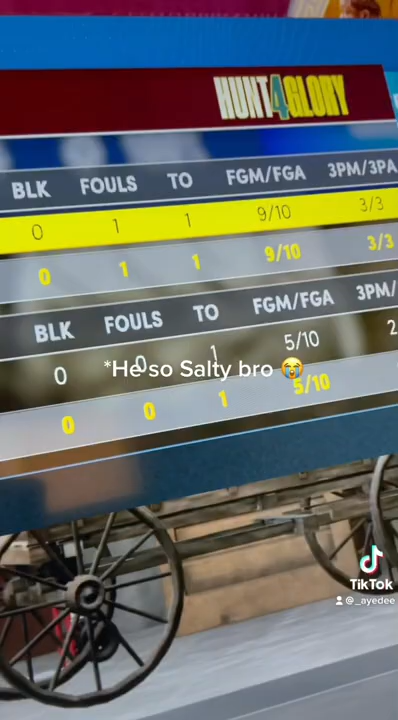 HUNT4GLORY
BLK FOULS TO FGM/FGA 3PM/3PA
0 1 1 9/10 3/3
0 1 1 9/10 3/3
BLK FOULS TO FGM/FGA 3PM/
0 0 1 5/10 2
*He so Salty bro 😭
0 0 1 5/10
TikTok
@_ayedee